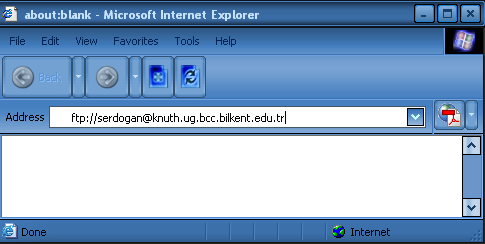 about:blank - Microsoft Internet Explorer
File Edit View Favorites Tools Help
Back
Address ftp://serdogan@knuth.ug.bcc.bilkent.edu.tr
Done Internet